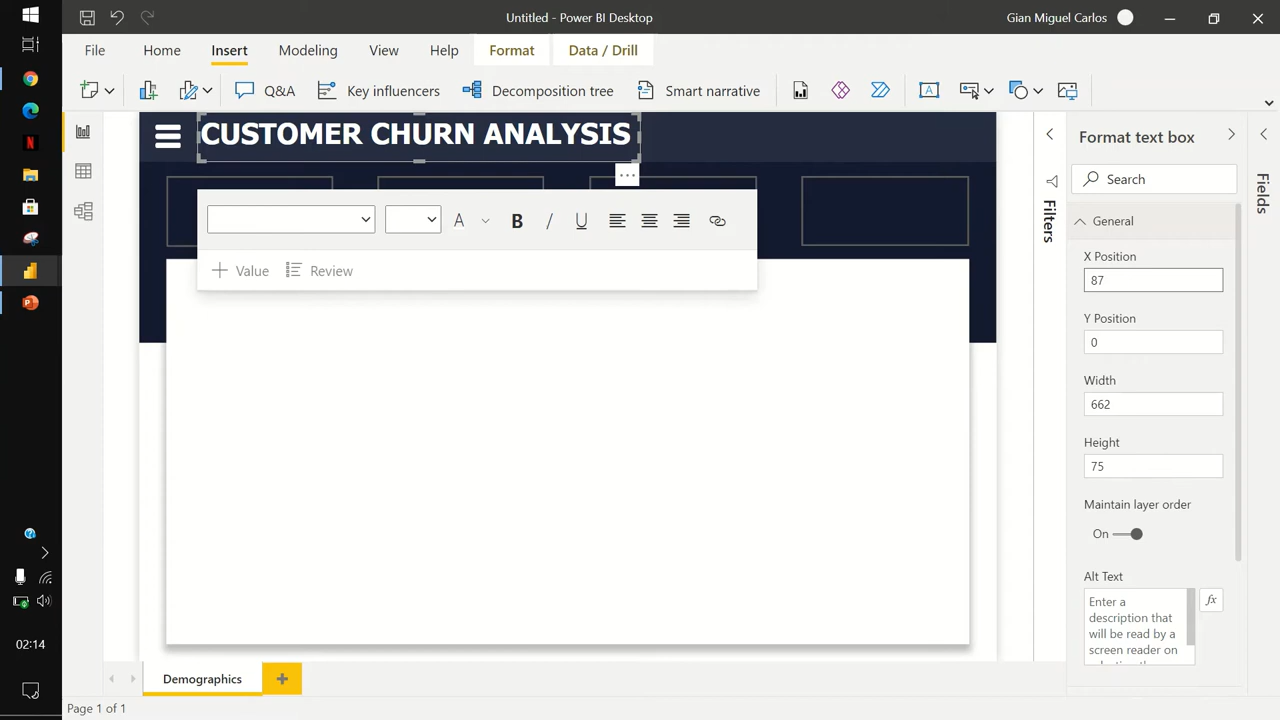 Untitled - Power BI Desktop
Gian Miguel Carlos
File
Home
Insert
Modeling
View
Help
Format
Data / Drill
Q&A
Key influencers
Decomposition tree
Smart narrative
CUSTOMER CHURN ANALYSIS
Format text box
Search
General
X Position
87
Y Position
0
Width
662
Height
75
Maintain layer order
On
Alt Text
Enter a
description that
will be read by a
screen reader on
Filters
Fields
A
B
I
U
Value
Review
02:14
Demographics
Page 1 of 1